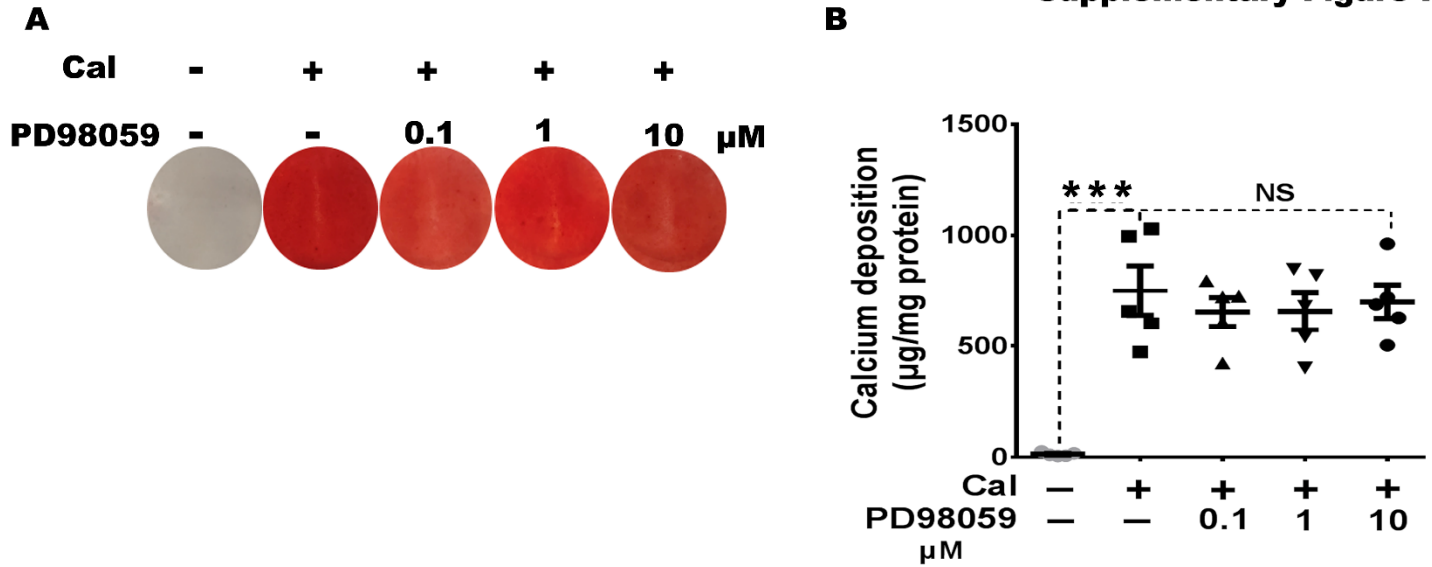 A
Cal - + + + +
PD98059 - - 0.1 1 10 µM
B
1500
1000
500
0
Calcium deposition
(µg/mg protein)
***
NS
Cal — + + + +
PD98059 — — 0.1 1 10
µM